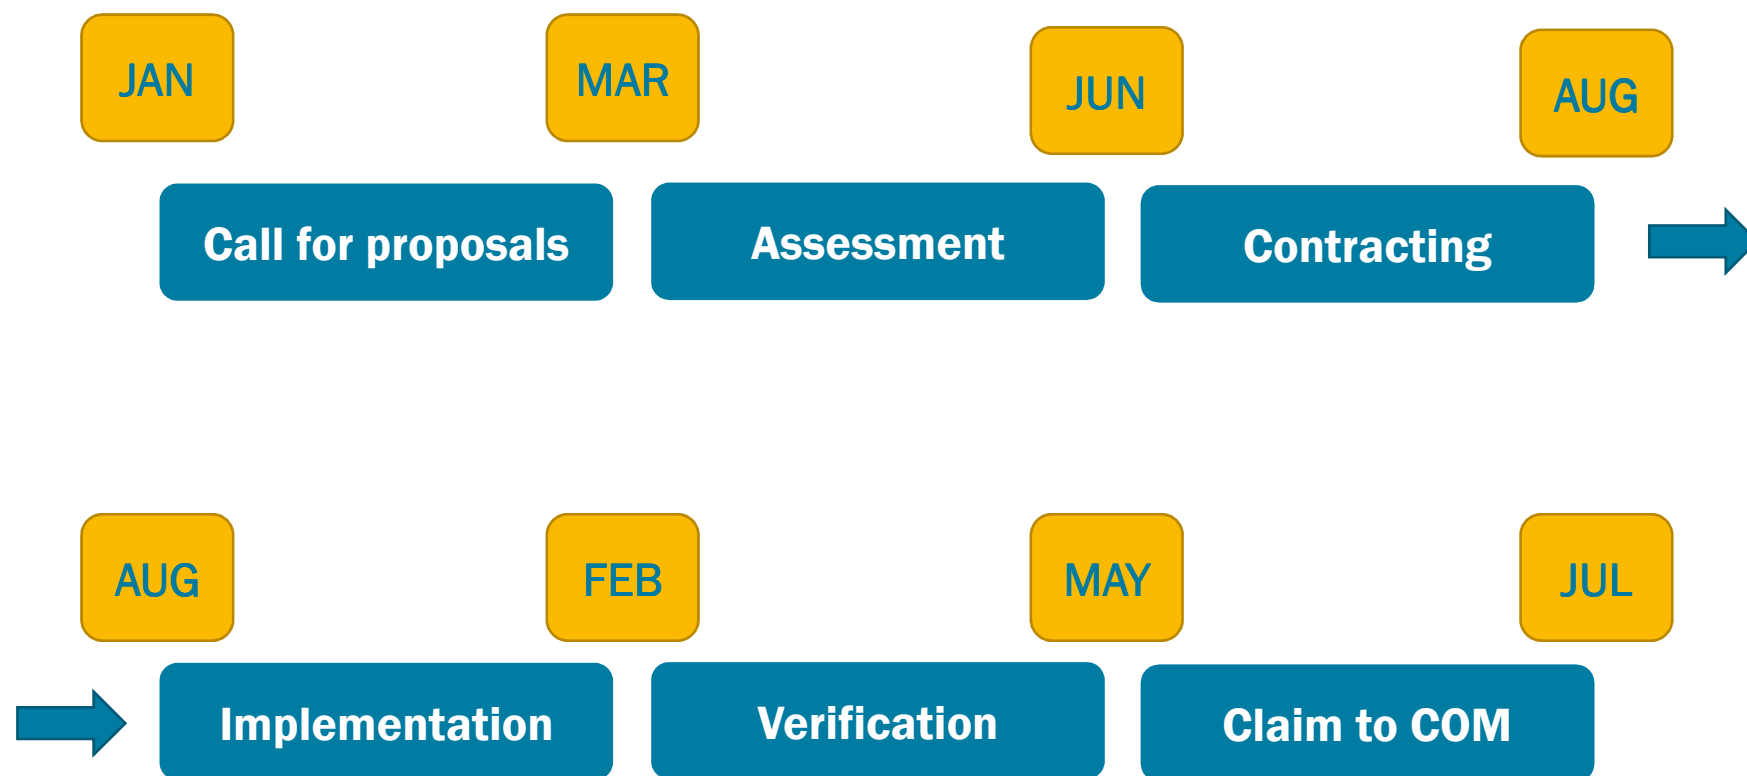 JAN
MAR
JUN
AUG
Call for proposals
Assessment
Contracting
AUG
FEB
MAY
JUL
Implementation
Verification
Claim to COM